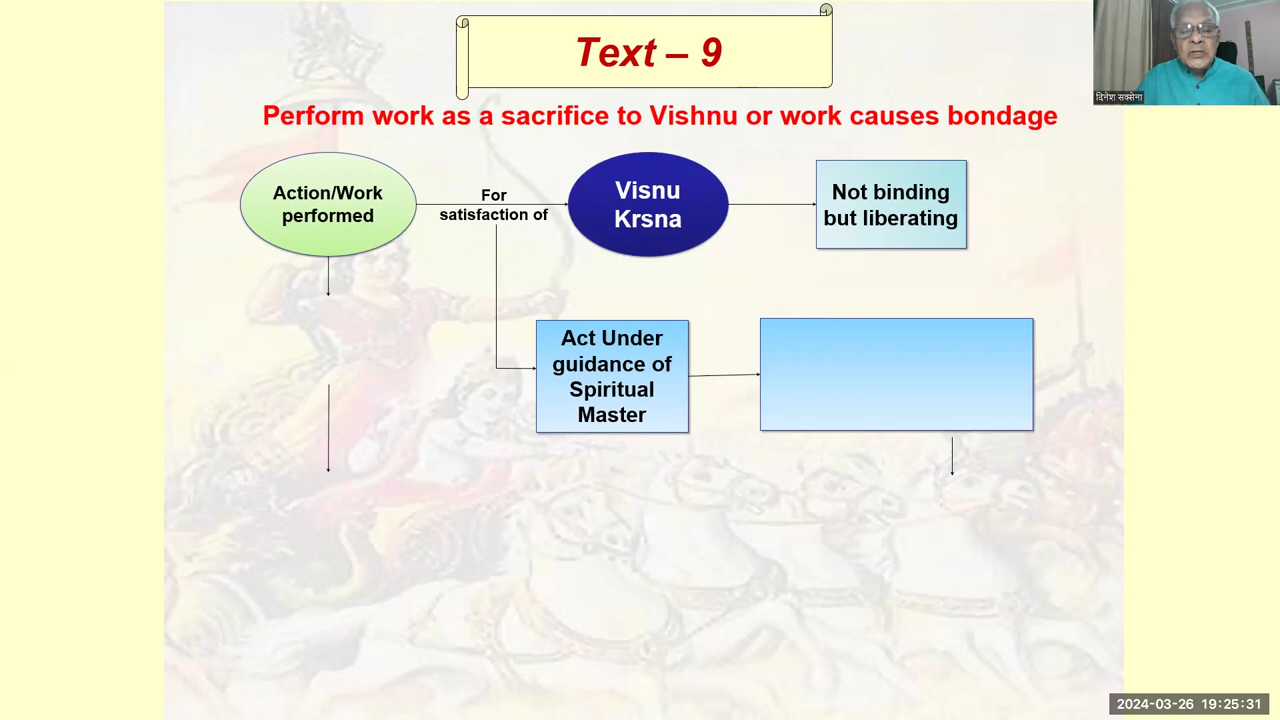 Text – 9
दिनेश सक्सेना
Perform work as a sacrifice to Vishnu or work causes bondage
Action/Work
performed
For
satisfaction of
Visnu
Krsna
Not binding
but liberating
Act Under
guidance of
Spiritual
Master
2024-03-26 19:25:31